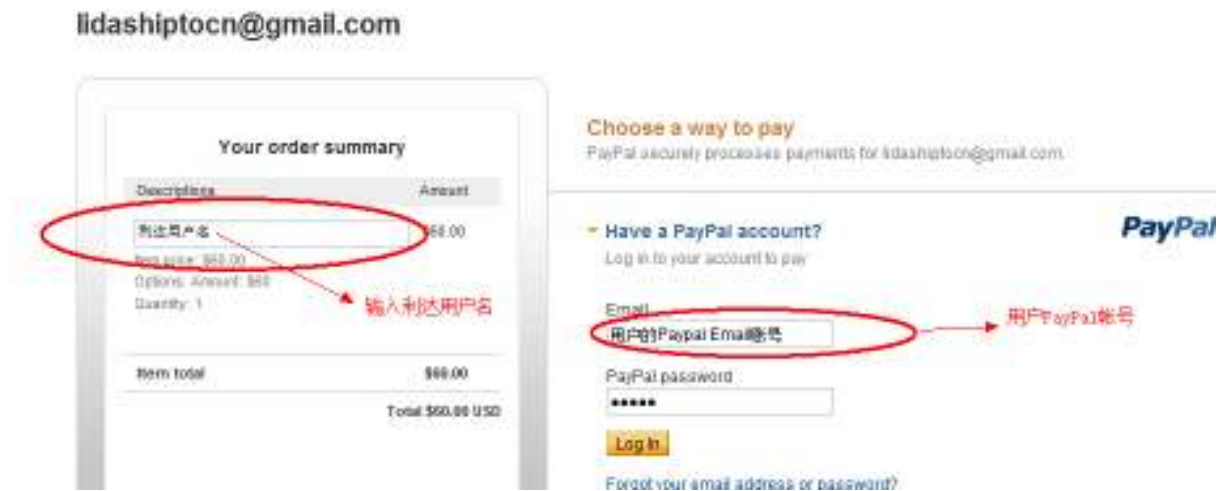 lidashiptocn@gmail.com
Your order summary
Descriptions Amount
利达用户名 $60.00
Item price: $60.00
Options: Amount: $60
Quantity: 1
输入利达用户名
Item total $60.00
Total $60.00 USD
Choose a way to pay
PayPal securely processes payments for lidashiptocn@gmail.com.
Have a PayPal account?
PayPal
Log in to your account to pay
Email
用户的Paypal Email帐号
用户PayPal帐号
PayPal password
•••••
Log In
Forgot your email address or password?